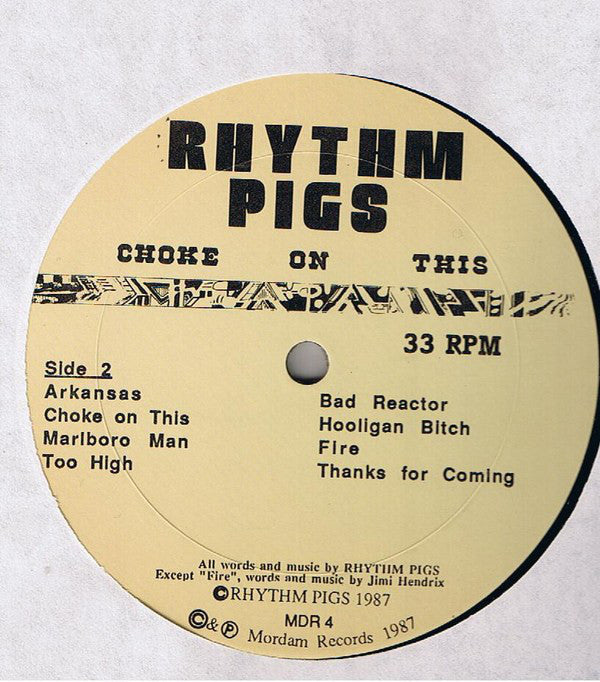 RHYTHM
PIGS
CHOKE ON THIS
33 RPM
Side 2
Arkansas
Choke on This
Marlboro Man
Too High
Bad Reactor
Hooligan Bitch
Fire
Thanks for Coming
All words and music by RHYTHM PIGS
Except "Fire", words and music by Jimi Hendrix
©RHYTHM PIGS 1987
MDR 4
©&℗ Mordam Records 1987